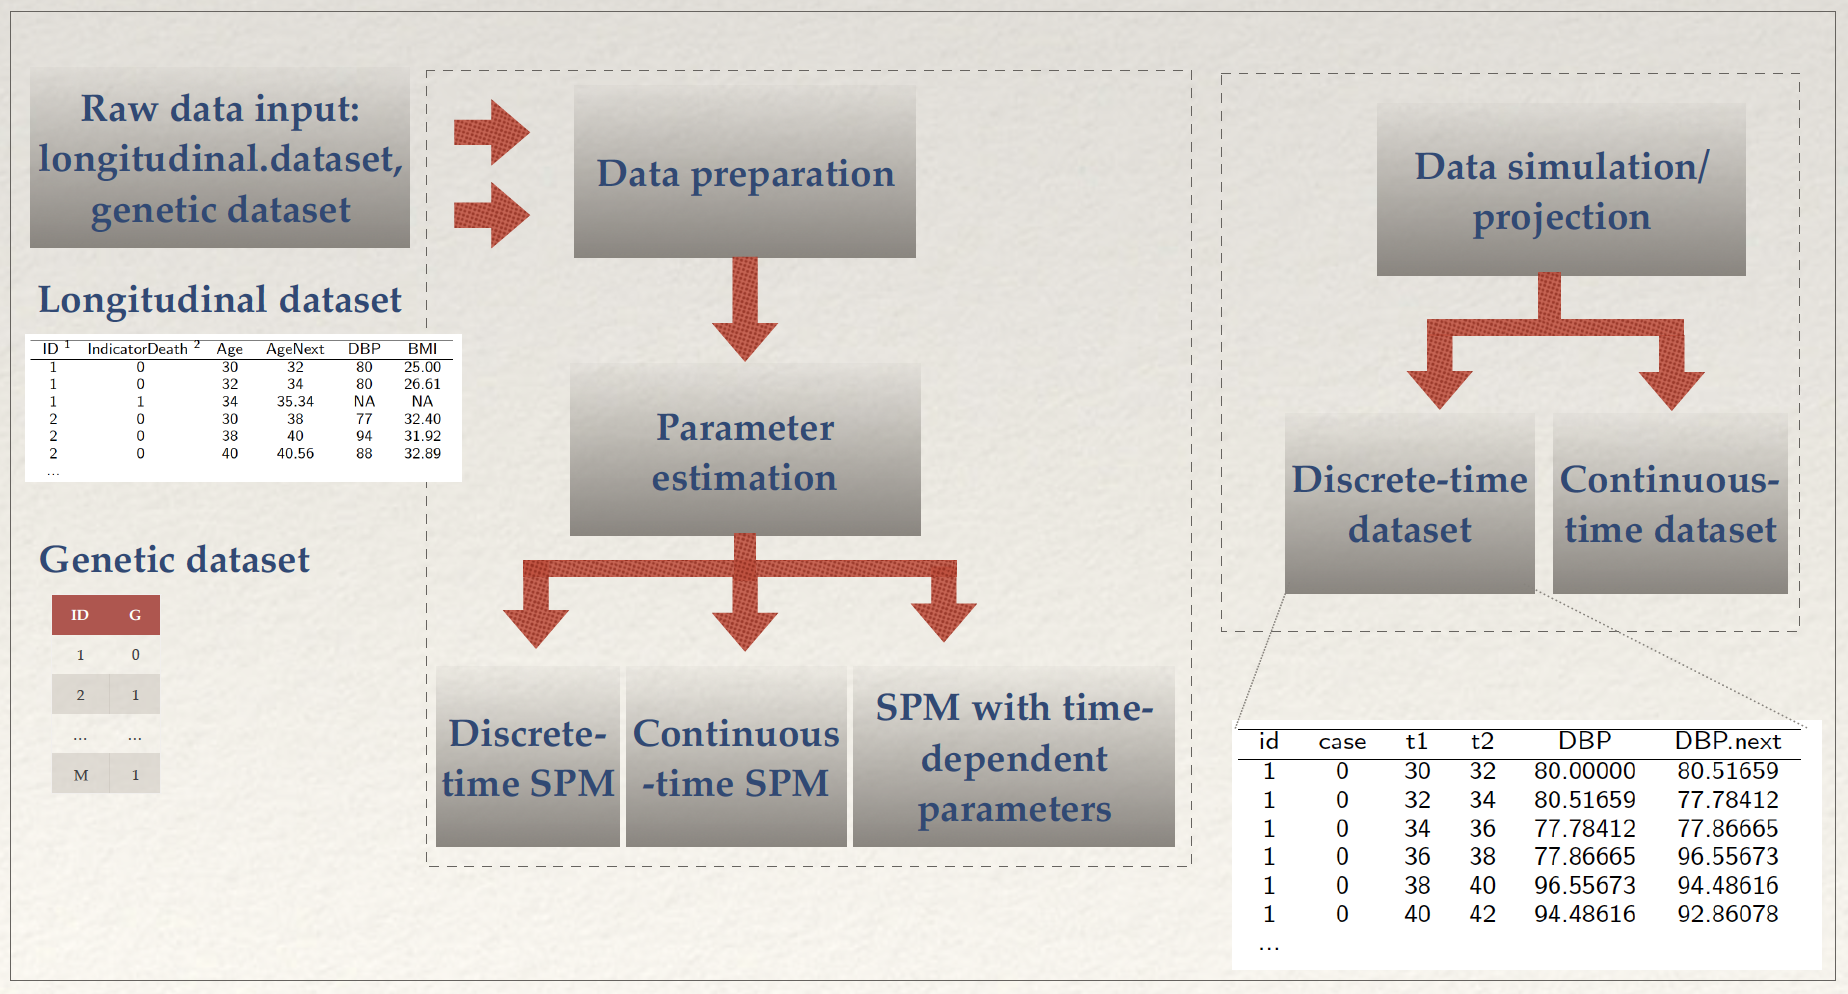 Raw data input:
longitudinal.dataset,
genetic dataset
Longitudinal dataset
ID 1 IndicatorDeath 2 Age AgeNext DBP BMI
1 0 30 32 80 25.00
1 0 32 34 80 26.61
1 1 34 35.34 NA NA
2 0 30 38 77 32.40
2 0 38 40 94 31.92
2 0 40 40.56 88 32.89
...
Genetic dataset
ID G
1 0
2 1
... ...
M 1
Data preparation
Parameter
estimation
Discrete-
time SPM
Continuous
-time SPM
SPM with time-
dependent
parameters
Data simulation/
projection
Discrete-time
dataset
Continuous-
time dataset
id case t1 t2 DBP DBP.next
1 0 30 32 80.00000 80.51659
1 0 32 34 80.51659 77.78412
1 0 34 36 77.78412 77.86665
1 0 36 38 77.86665 96.55673
1 0 38 40 96.55673 94.48616
1 0 40 42 94.48616 92.86078
...